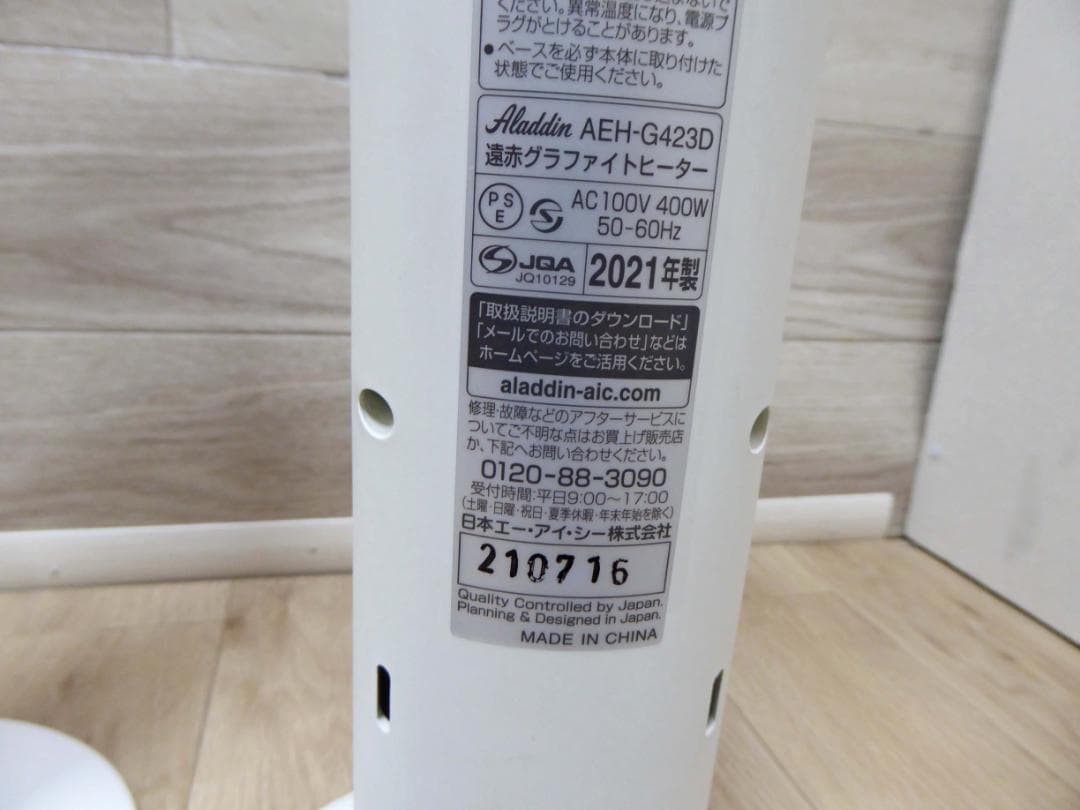 ください。異常温度になり、電源プ
ラグがとけることがあります。
●ベースを必ず本体に取り付けた
状態でご使用ください。
Aladdin AEH-G423D
遠赤グラファイトヒーター
PSE AC100V 400W
50-60Hz
JQA
JQ10129
2021年製
「取扱説明書のダウンロード」
「メールでのお問い合わせ」などは
ホームページをご活用ください。
aladdin-aic.com
修理・故障などのアフターサービスに
ついてご不明な点はお買上げ販売店
か、下記へお問い合わせください。
0120-88-3090
受付時間:平日9:00～17:00
(土曜・日曜・祝日・夏季休暇・年末年始を除く)
日本エー・アイ・シー株式会社
210716
Quality Controlled by Japan.
Planning & Designed in Japan.
MADE IN CHINA